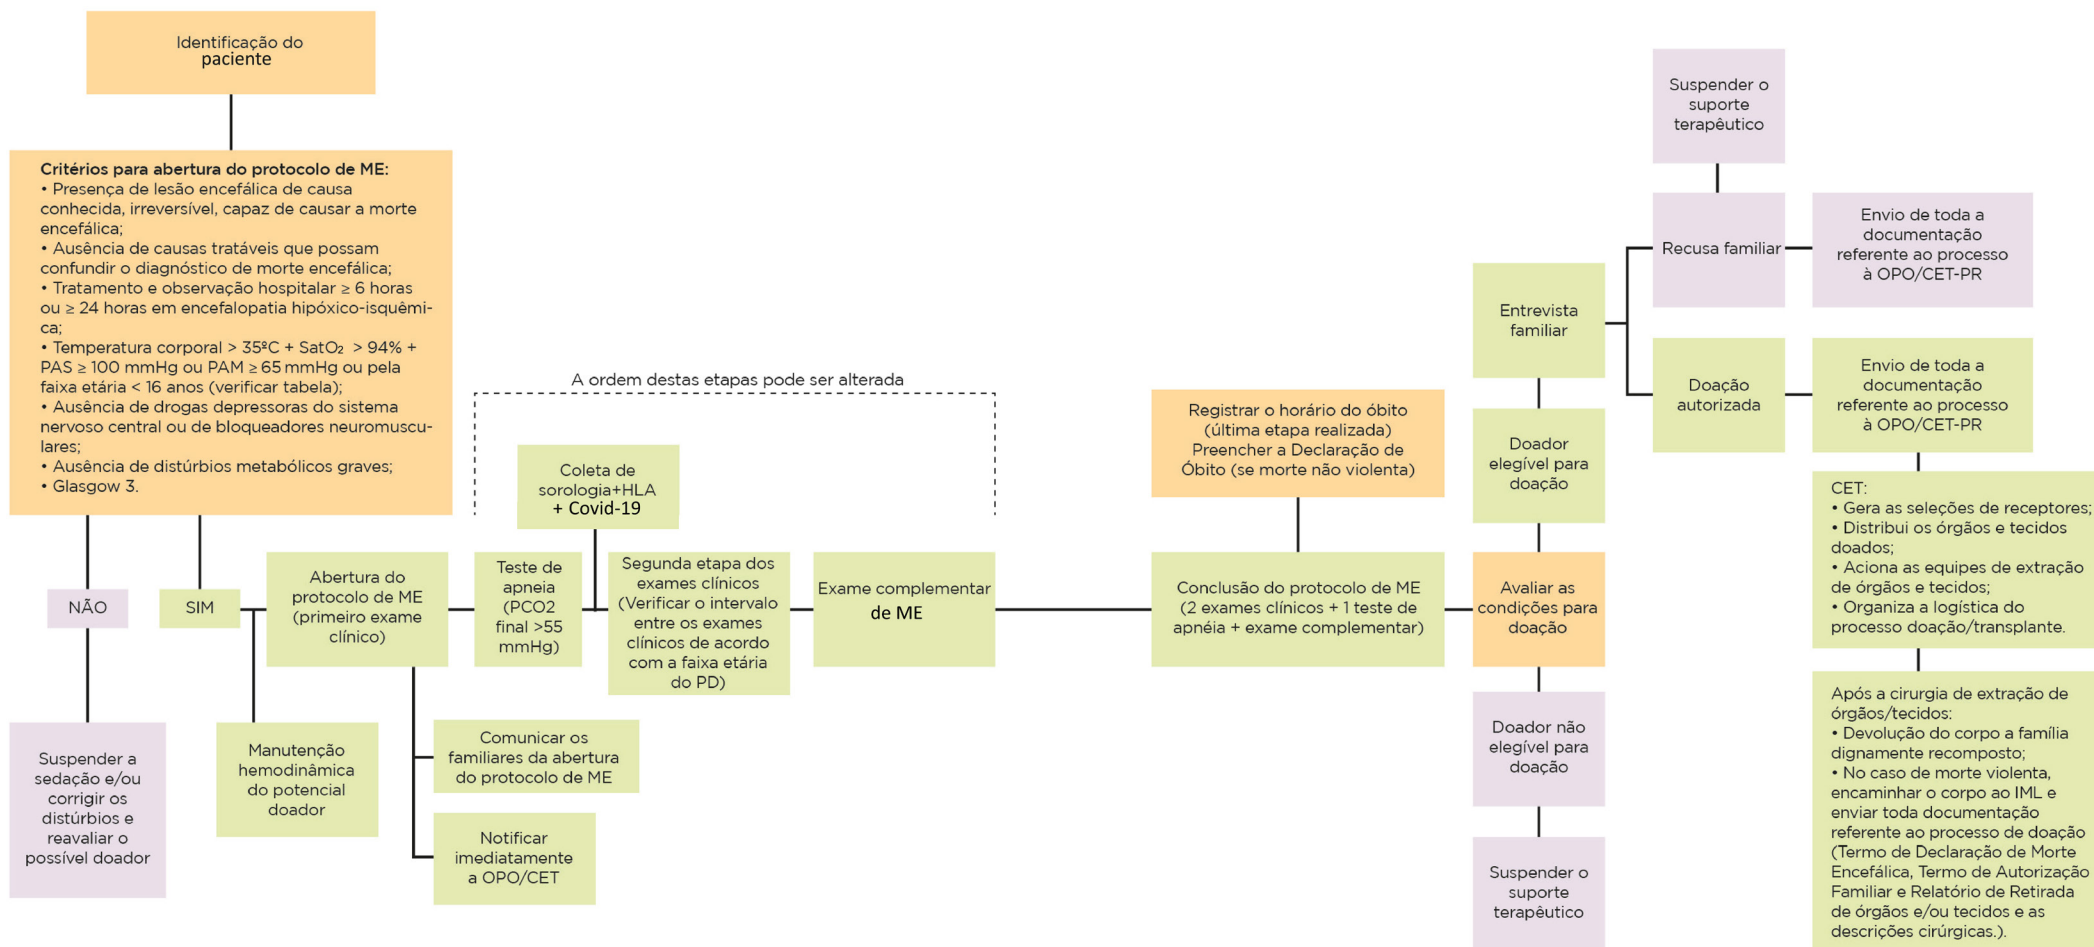 Identificação do
paciente
Critérios para abertura do protocolo de ME:
• Presença de lesão encefálica de causa
conhecida, irreversível, capaz de causar a morte
encefálica;
• Ausência de causas tratáveis que possam
confundir o diagnóstico de morte encefálica;
• Tratamento e observação hospitalar ≥ 6 horas
ou ≥ 24 horas em encefalopatia hipóxico-isquêmi-
ca;
• Temperatura corporal > 35ºC + SatO₂ > 94% +
PAS ≥ 100 mmHg ou PAM ≥ 65 mmHg ou pela
faixa etária < 16 anos (verificar tabela);
• Ausência de drogas depressoras do sistema
nervoso central ou de bloqueadores neuromuscu-
lares;
• Ausência de distúrbios metabólicos graves;
• Glasgow 3.
NÃO
Suspender a
sedação e/ou
corrigir os
distúrbios e
reavaliar o
possível doador
SIM
Manutenção
hemodinâmica
do potencial
doador
Abertura do
protocolo de ME
(primeiro exame
clínico)
Comunicar os
familiares da abertura
do protocolo de ME
Notificar
imediatamente
a OPO/CET
A ordem destas etapas pode ser alterada
Coleta de
sorologia+HLA
+ Covid-19
Teste de
apneia
(PCO2
final >55
mmHg)
Segunda etapa dos
exames clínicos
(Verificar o intervalo
entre os exames
clínicos de acordo
com a faixa etária
do PD)
Exame complementar
de ME
Registrar o horário do óbito
(última etapa realizada)
Preencher a Declaração de
Óbito (se morte não violenta)
Conclusão do protocolo de ME
(2 exames clínicos + 1 teste de
apnéia + exame complementar)
Avaliar as
condições para
doação
Doador
elegível para
doação
Entrevista
familiar
Doador não
elegível para
doação
Suspender o
suporte
terapêutico
Suspender o
suporte
terapêutico
Recusa familiar
Envio de toda a
documentação
referente ao processo
à OPO/CET-PR
Doação
autorizada
Envio de toda a
documentação
referente ao processo
à OPO/CET-PR
CET:
• Gera as seleções de receptores;
• Distribui os órgãos e tecidos
doados;
• Aciona as equipes de extração
de órgãos e tecidos;
• Organiza a logística do
processo doação/transplante.
Após a cirurgia de extração de
órgãos/tecidos:
• Devolução do corpo a família
dignamente recomposto;
• No caso de morte violenta,
encaminhar o corpo ao IML e
enviar toda documentação
referente ao processo de doação
(Termo de Declaração de Morte
Encefálica, Termo de Autorização
Familiar e Relatório de Retirada
de órgãos e/ou tecidos e as
descrições cirúrgicas.).